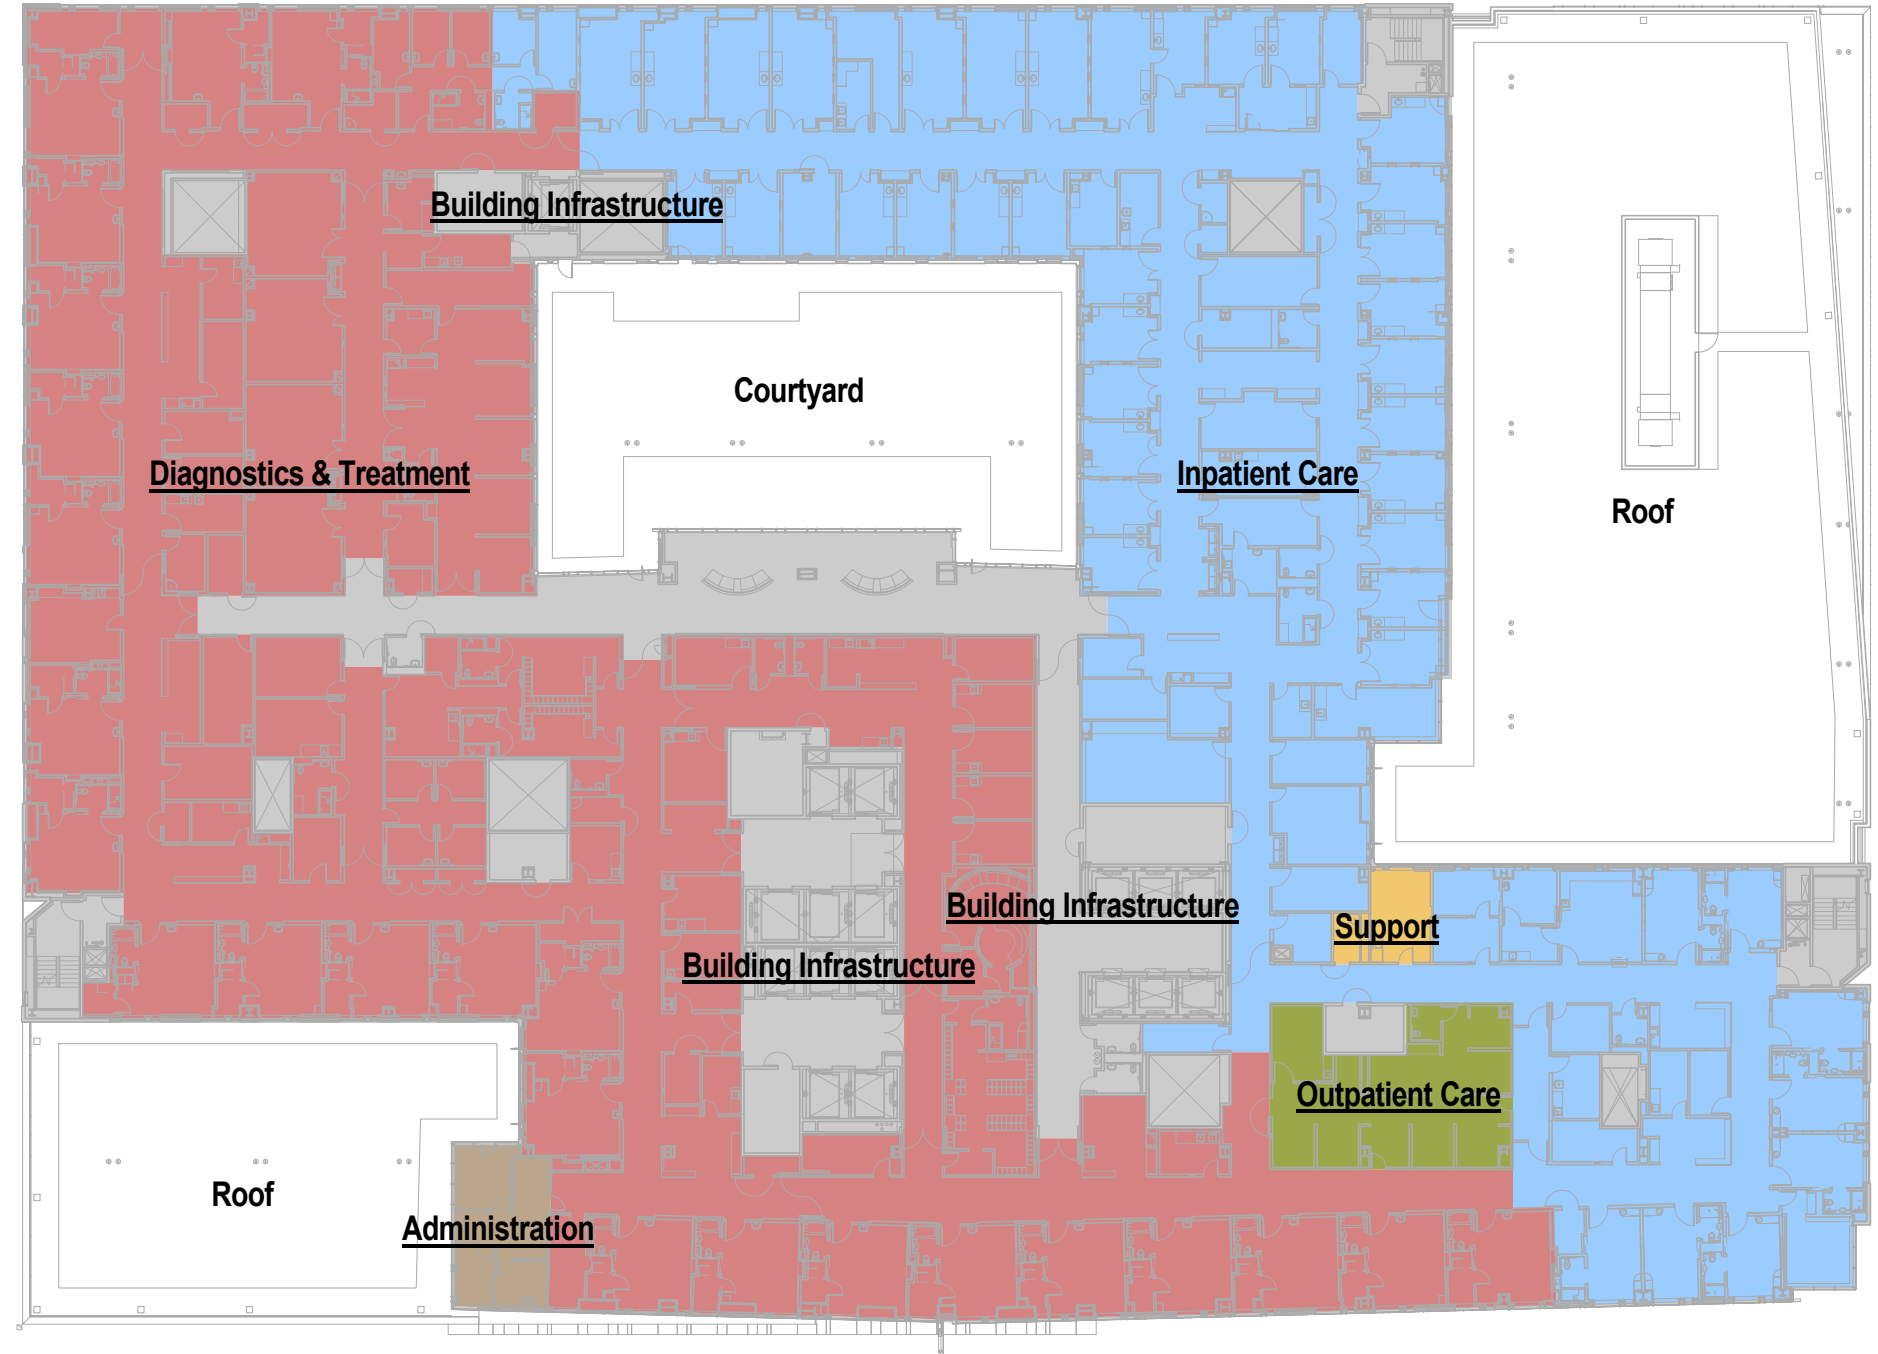 Building Infrastructure
Courtyard
Diagnostics & Treatment
Inpatient Care
Roof
Building Infrastructure
Support
Building Infrastructure
Outpatient Care
Roof
Administration